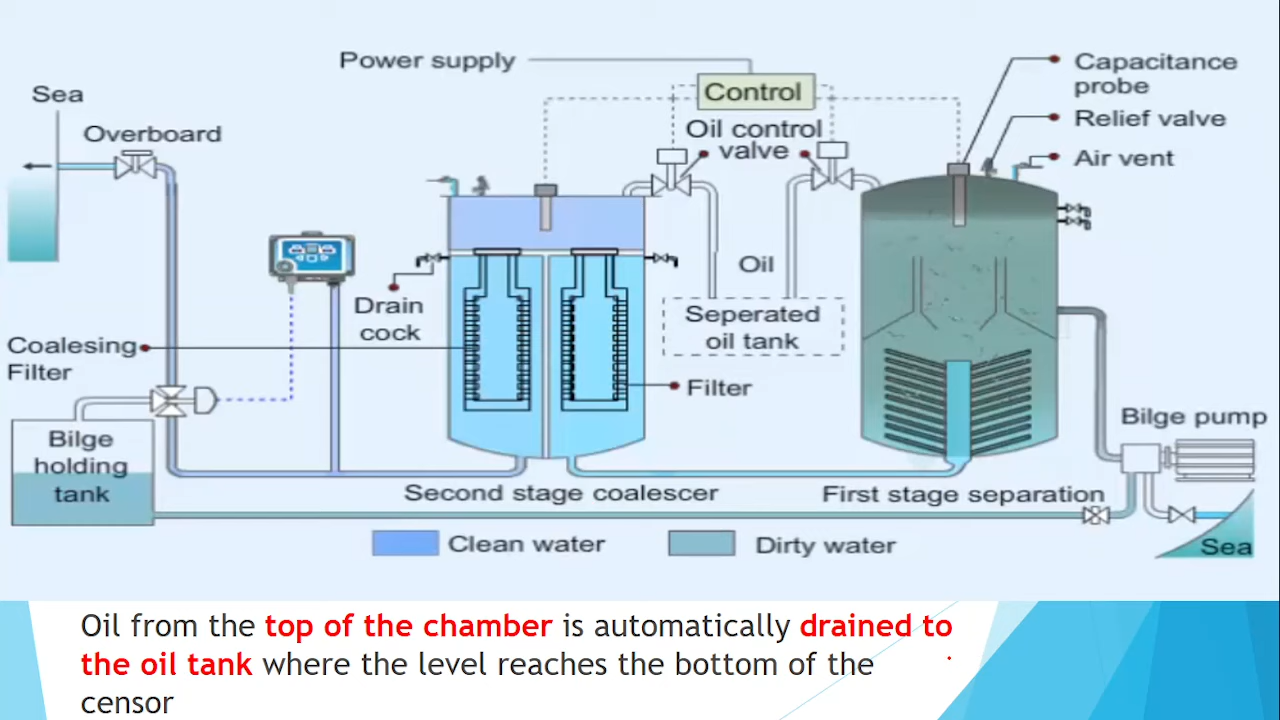 Power supply
Control
Capacitance
probe
Sea
Overboard
Oil control
valve
Relief valve
Air vent
Oil
Drain
cock
Seperated
oil tank
Coalesing
Filter
Filter
Bilge
holding
tank
Bilge pump
Second stage coalescer
First stage separation
Sea
Clean water
Dirty water
Oil from the top of the chamber is automatically drained to
the oil tank where the level reaches the bottom of the
censor